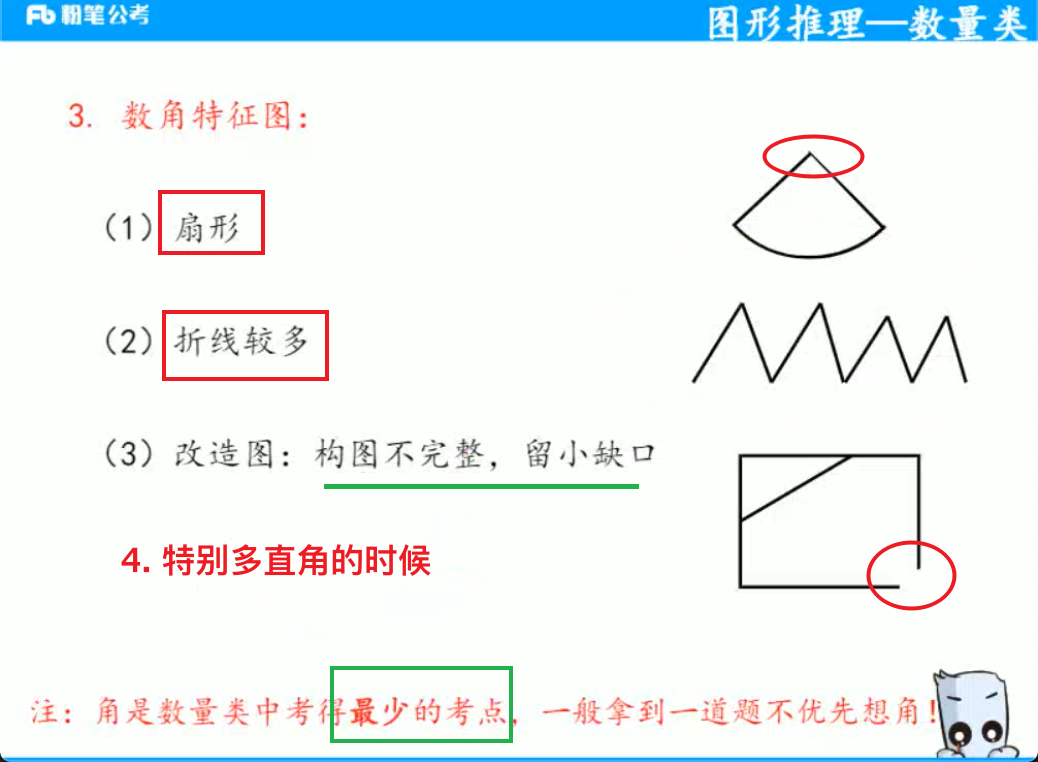 粉笔公考
图形推理—数量类
3. 数角特征图：
（1）扇形
（2）折线较多
（3）改造图：构图不完整，留小缺口
4. 特别多直角的时候
注：角是数量类中考得最少的考点，一般拿到一道题不优先想角！